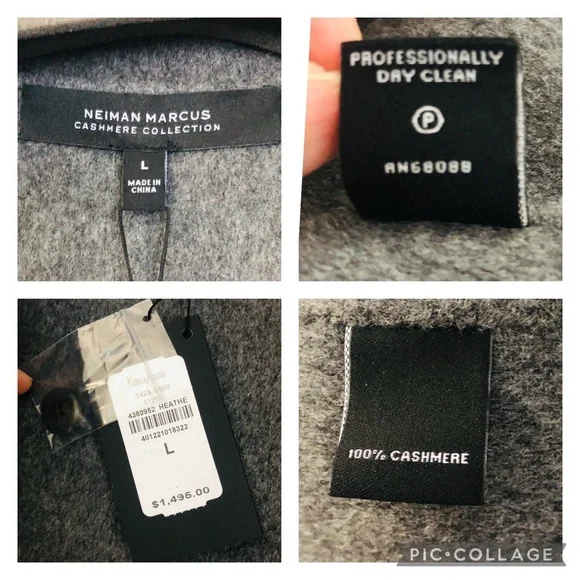 NEIMAN MARCUS
CASHMERE COLLECTION
L
MADE IN
CHINA
PROFESSIONALLY
DRY CLEAN
P
AN68088
4380952 HEATHE
401221018322
L
$1,495.00
100% CASHMERE
PIC•COLLAGE